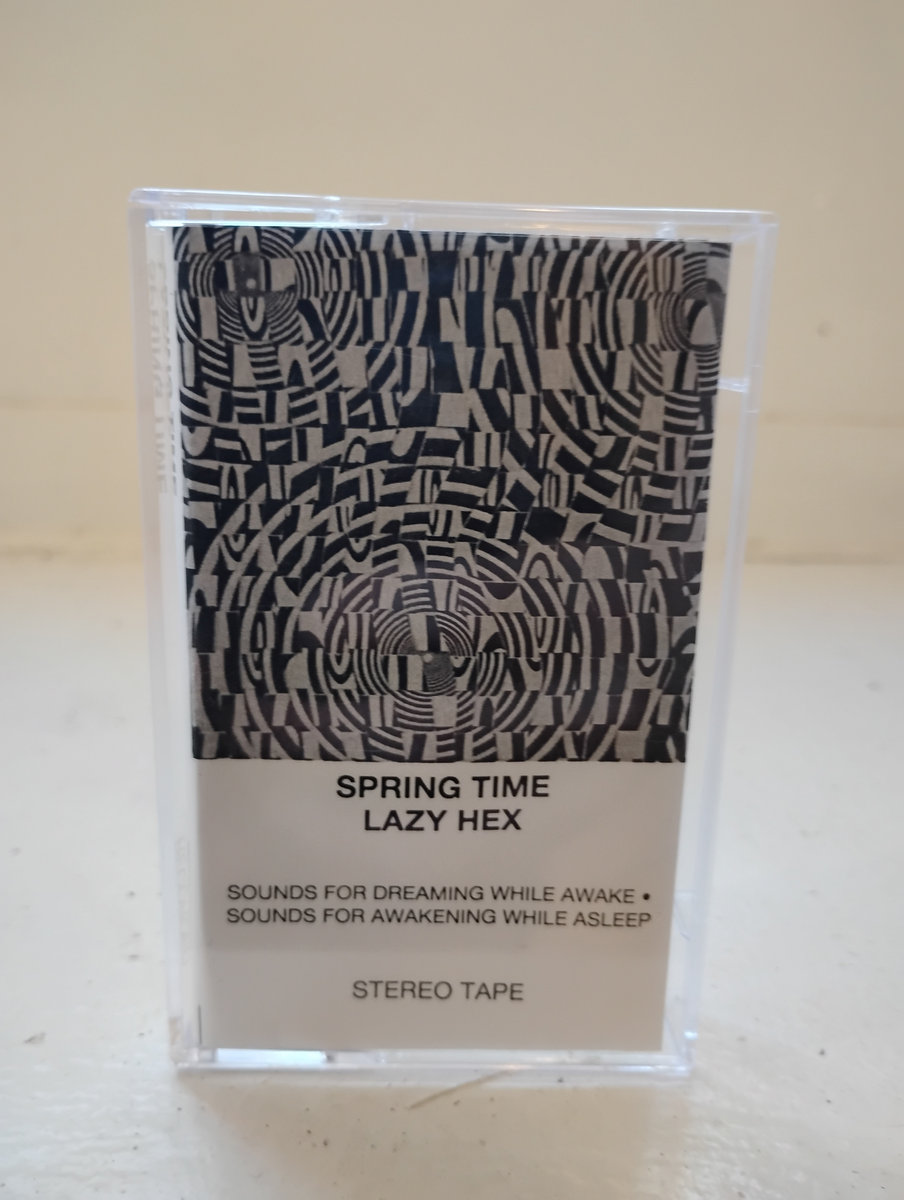 SPRING TIME
LAZY HEX
SOUNDS FOR DREAMING WHILE AWAKE •
SOUNDS FOR AWAKENING WHILE ASLEEP
STEREO TAPE